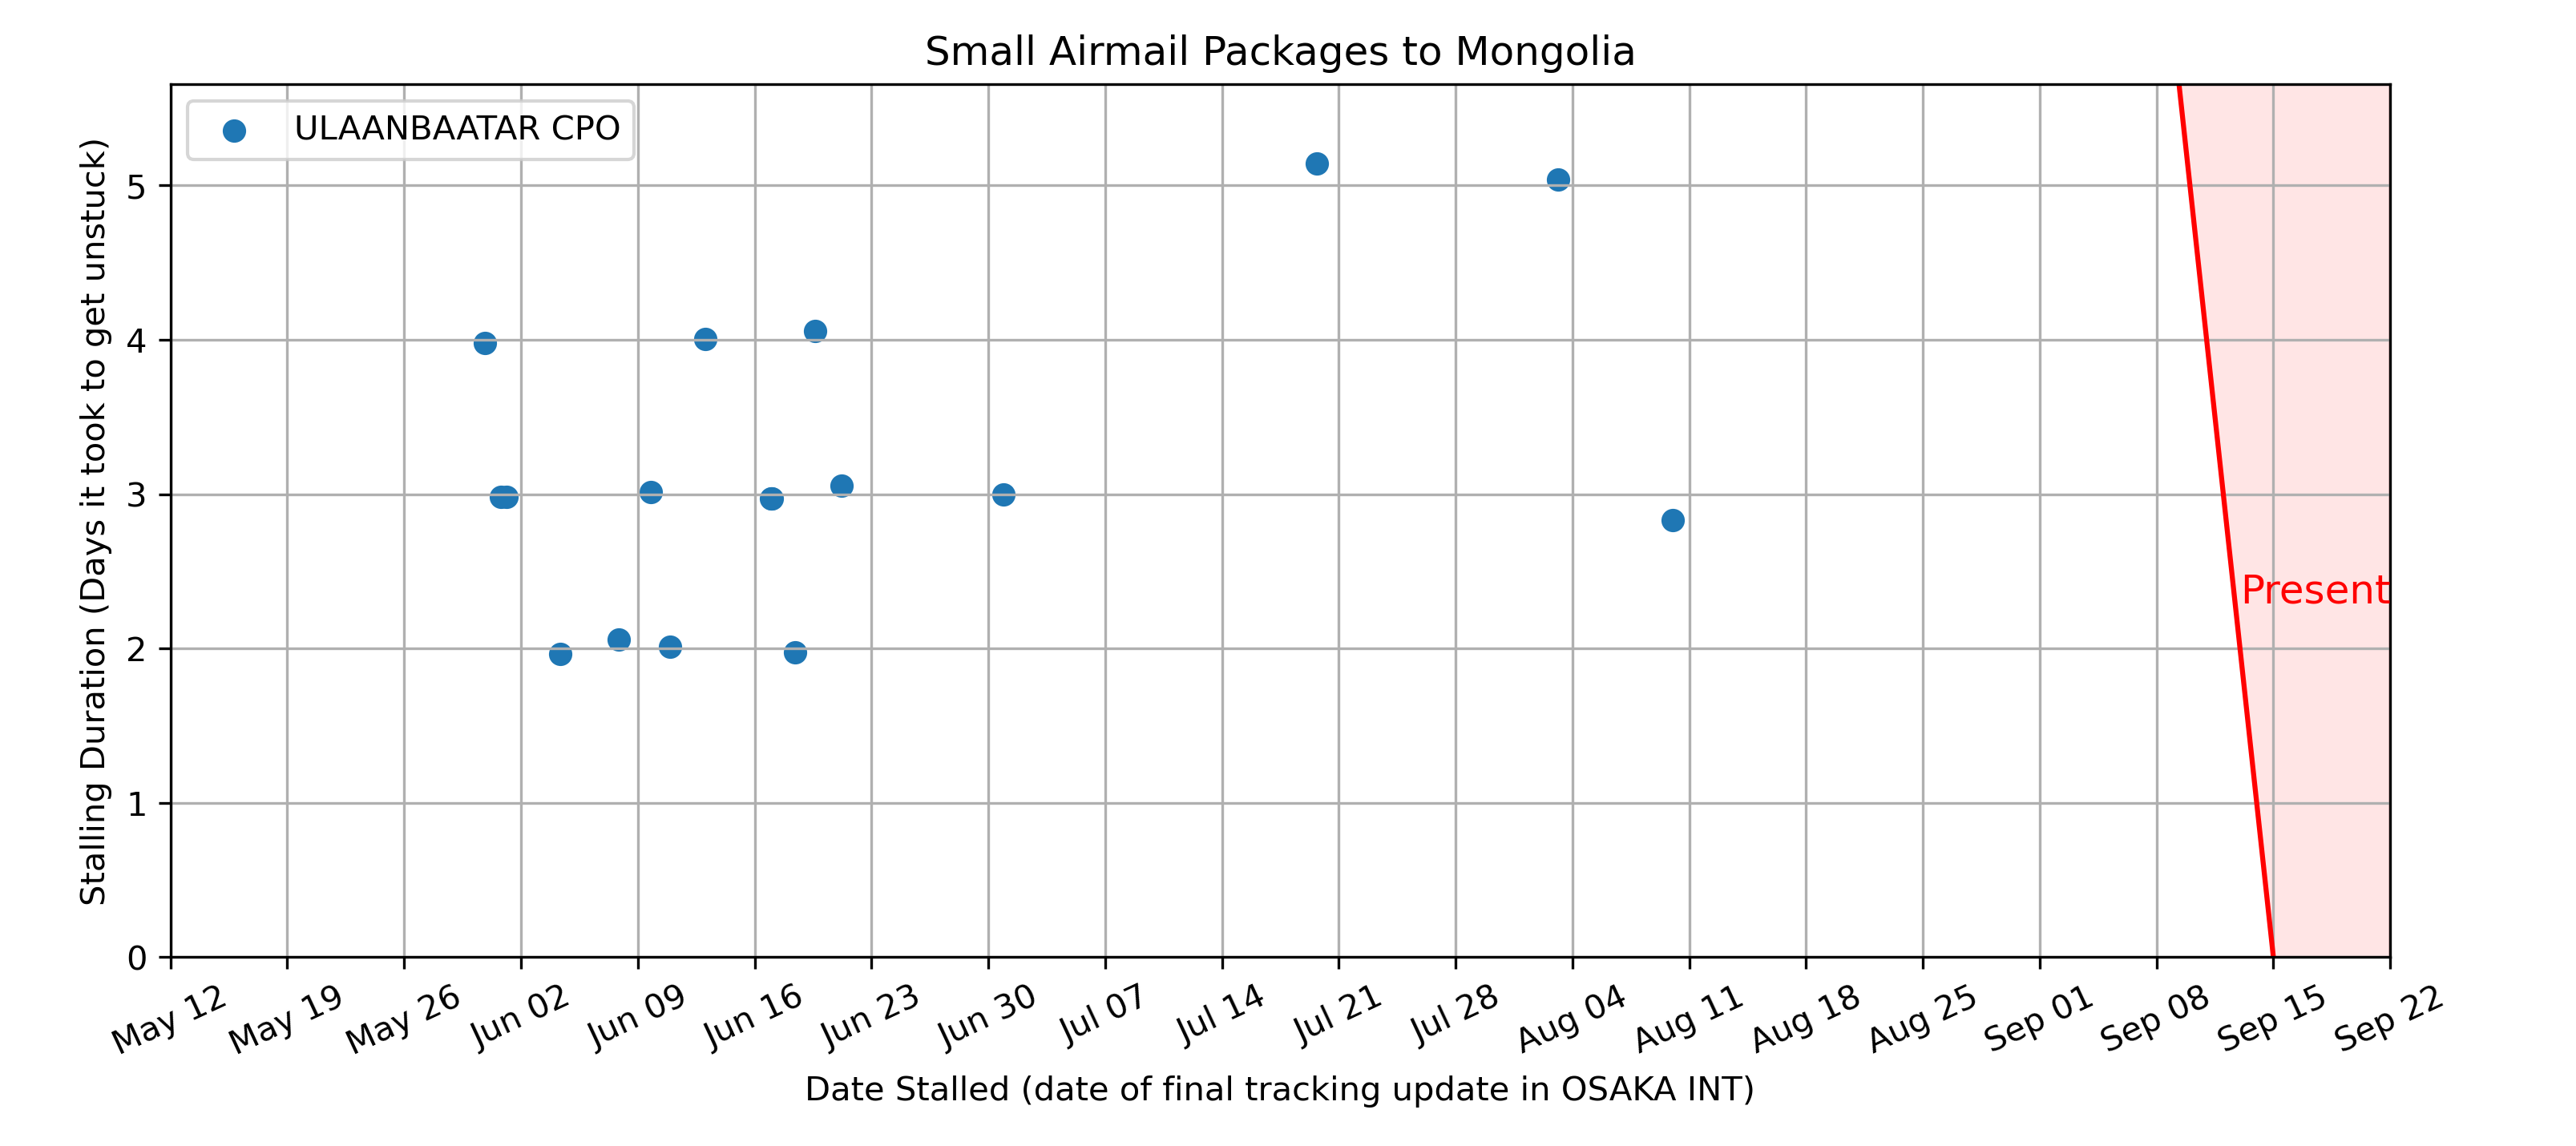 Small Airmail Packages to Mongolia
ULAANBAATAR CPO
Stalling Duration (Days it took to get unstuck)
5
4
3
2
1
0
Present
May 12
May 19
May 26
Jun 02
Jun 09
Jun 16
Jun 23
Jun 30
Jul 07
Jul 14
Jul 21
Jul 28
Aug 04
Aug 11
Aug 18
Aug 25
Sep 01
Sep 08
Sep 15
Sep 22
Date Stalled (date of final tracking update in OSAKA INT)